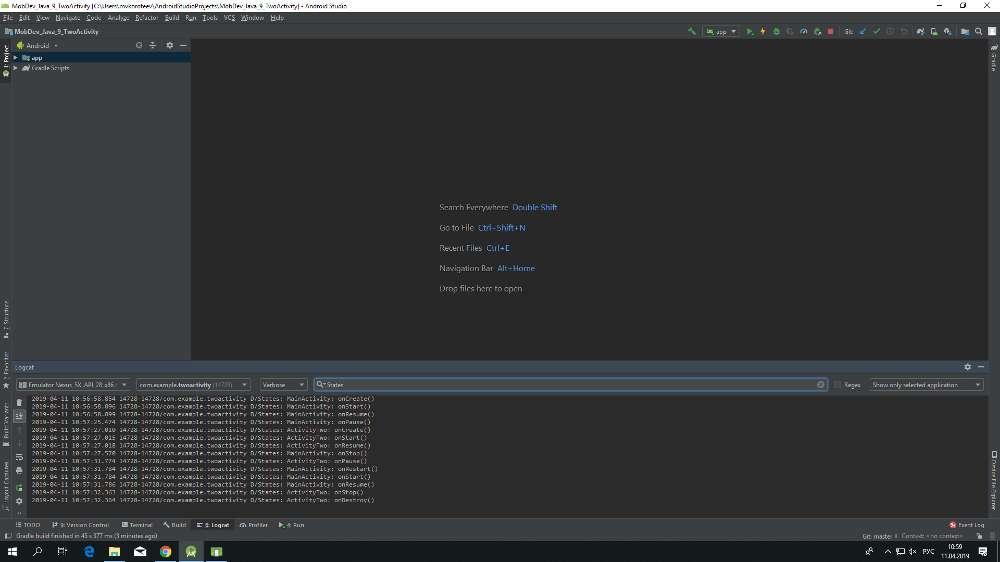 MobDev_Java_9_TwoActivity [C:\Users\mvkoroteev\AndroidStudioProjects\MobDev_Java_9_TwoActivity] - Android Studio
File Edit View Navigate Code Analyze Refactor Build Run Tools VCS Window Help
MobDev_Java_9_TwoActivity
app
Git:
Android
app
Gradle Scripts
1: Project
7: Structure
2: Favorites
Build Variants
Layout Captures
Gradle
Device File Explorer
Search Everywhere Double Shift
Go to File Ctrl+Shift+N
Recent Files Ctrl+E
Navigation Bar Alt+Home
Drop files here to open
Logcat
Emulator Nexus_5X_API_28_x86
com.example.twoactivity (14728)
Verbose
States
Regex
Show only selected application
2019-04-11 10:56:58.854 14728-14728/com.example.twoactivity D/States: MainActivity: onCreate()
2019-04-11 10:56:58.896 14728-14728/com.example.twoactivity D/States: MainActivity: onStart()
2019-04-11 10:56:58.899 14728-14728/com.example.twoactivity D/States: MainActivity: onResume()
2019-04-11 10:57:25.474 14728-14728/com.example.twoactivity D/States: MainActivity: onPause()
2019-04-11 10:57:27.010 14728-14728/com.example.twoactivity D/States: ActivityTwo: onCreate()
2019-04-11 10:57:27.015 14728-14728/com.example.twoactivity D/States: ActivityTwo: onStart()
2019-04-11 10:57:27.018 14728-14728/com.example.twoactivity D/States: ActivityTwo: onResume()
2019-04-11 10:57:27.570 14728-14728/com.example.twoactivity D/States: MainActivity: onStop()
2019-04-11 10:57:31.774 14728-14728/com.example.twoactivity D/States: ActivityTwo: onPause()
2019-04-11 10:57:31.784 14728-14728/com.example.twoactivity D/States: MainActivity: onRestart()
2019-04-11 10:57:31.784 14728-14728/com.example.twoactivity D/States: MainActivity: onStart()
2019-04-11 10:57:31.786 14728-14728/com.example.twoactivity D/States: MainActivity: onResume()
2019-04-11 10:57:32.363 14728-14728/com.example.twoactivity D/States: ActivityTwo: onStop()
2019-04-11 10:57:32.364 14728-14728/com.example.twoactivity D/States: ActivityTwo: onDestroy()
TODO 9: Version Control Terminal Build 6: Logcat Profiler 4: Run 9+ Event Log
Gradle build finished in 45 s 377 ms (3 minutes ago) Git: master Context: <no context>
РУС
10:59
11.04.2019